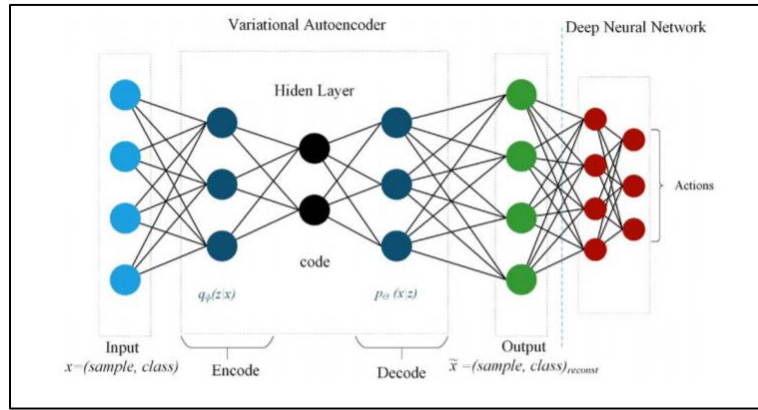 Variational Autoencoder
Deep Neural Network
Hiden Layer
Actions
code
qϕ(z|x)
pΘ (x|z)
Input
x=(sample, class)
Encode
Decode
Output
x̃ =(sample, class)reconst